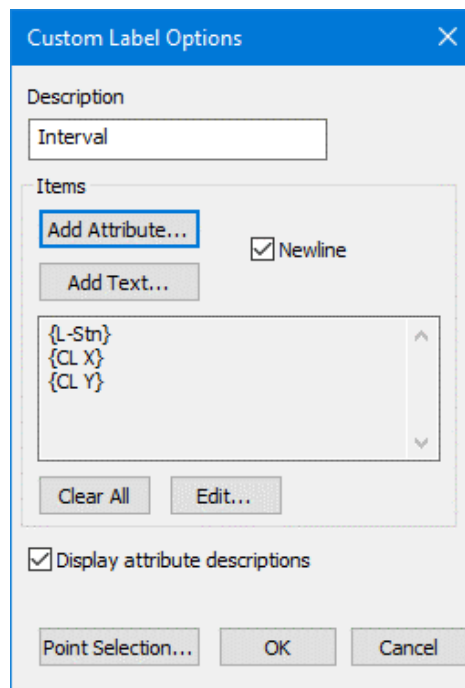 Custom Label Options
Description
Interval
Items
Add Attribute...
Newline
Add Text...
{L-Stn}
{CL X}
{CL Y}
Clear All
Edit...
Display attribute descriptions
Point Selection...
OK
Cancel